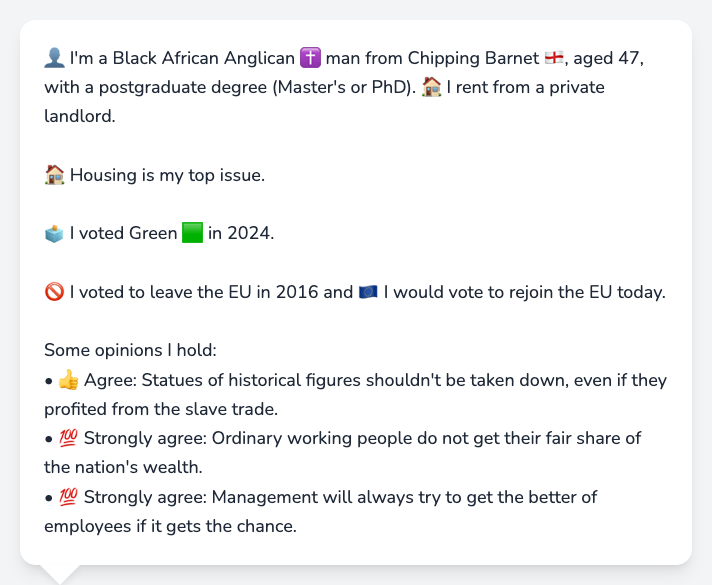 👤 I'm a Black African Anglican ✝️ man from Chipping Barnet 🏴󠁧󠁢󠁥󠁮󠁧󠁿, aged 47,
with a postgraduate degree (Master's or PhD). 🏠 I rent from a private
landlord.
🏠 Housing is my top issue.
🗳️ I voted Green 🟩 in 2024.
🚫 I voted to leave the EU in 2016 and 🇪🇺 I would vote to rejoin the EU today.
Some opinions I hold:
• 👍 Agree: Statues of historical figures shouldn't be taken down, even if they
profited from the slave trade.
• 💯 Strongly agree: Ordinary working people do not get their fair share of
the nation's wealth.
• 💯 Strongly agree: Management will always try to get the better of
employees if it gets the chance.